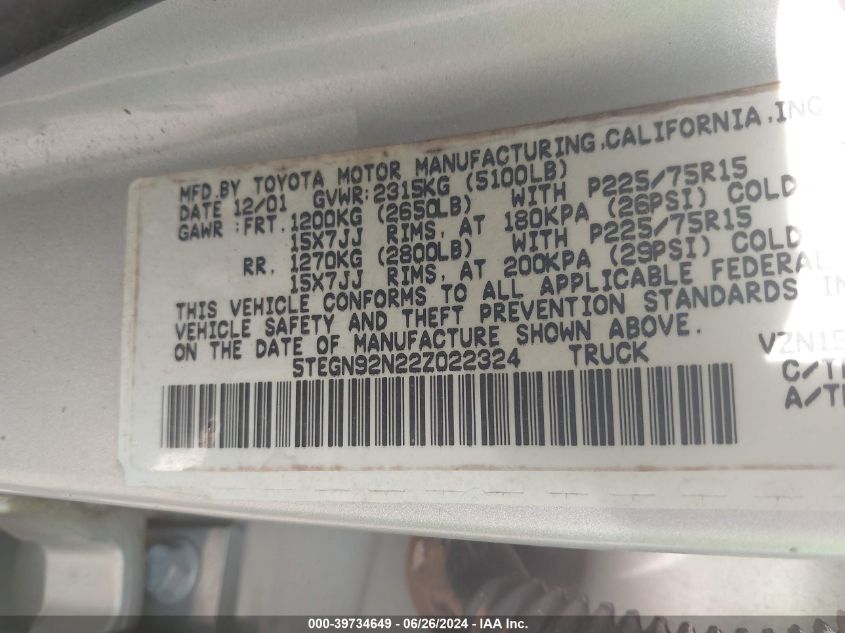 MFD.BY TOYOTA MOTOR MANUFACTURING,CALIFORNIA,INC
DATE 12/01 GVWR:2315KG (5100LB)
GAWR :FRT. 1200KG (2650LB) WITH P225/75R15
15X7JJ RIMS, AT 180KPA (26PSI) COLD
RR. 1270KG (2800LB) WITH P225/75R15
15X7JJ RIMS, AT 200KPA (29PSI) COLD
THIS VEHICLE CONFORMS TO ALL APPLICABLE FEDERAL
VEHICLE SAFETY AND THEFT PREVENTION STANDARDS IN
ON THE DATE OF MANUFACTURE SHOWN ABOVE.
5TEGN92N22Z022324 TRUCK
VZN15
C/T
A/T
000-39734649 - 06/26/2024 - IAA Inc.